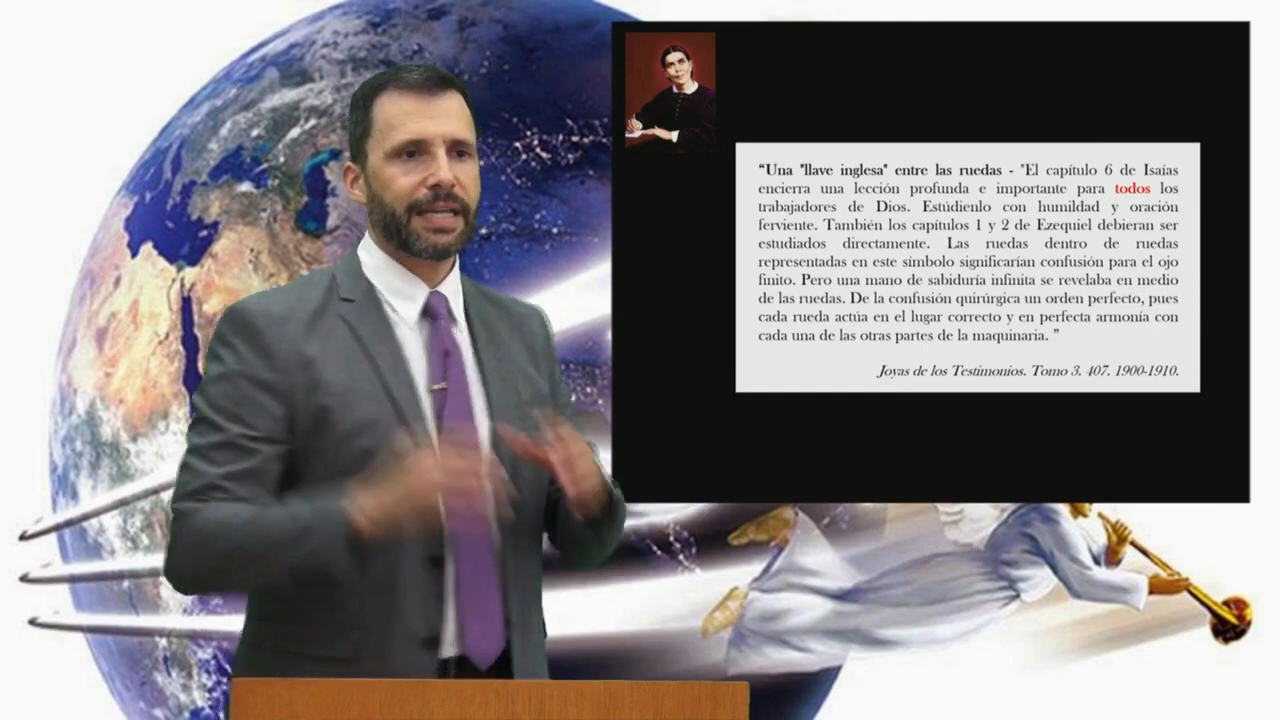 “Una "llave inglesa" entre las ruedas - "El capítulo 6 de Isaías
encierra una lección profunda e importante para todos los
trabajadores de Dios. Estúdienlo con humildad y oración
ferviente. También los capítulos 1 y 2 de Ezequiel debieran ser
estudiados directamente. Las ruedas dentro de ruedas
representadas en este símbolo significarían confusión para el ojo
finito. Pero una mano de sabiduría infinita se revelaba en medio
de las ruedas. De la confusión quirúrgica un orden perfecto, pues
cada rueda actúa en el lugar correcto y en perfecta armonía con
cada una de las otras partes de la maquinaria. ”
Joyas de los Testimonios. Tomo 3. 407. 1900-1910.